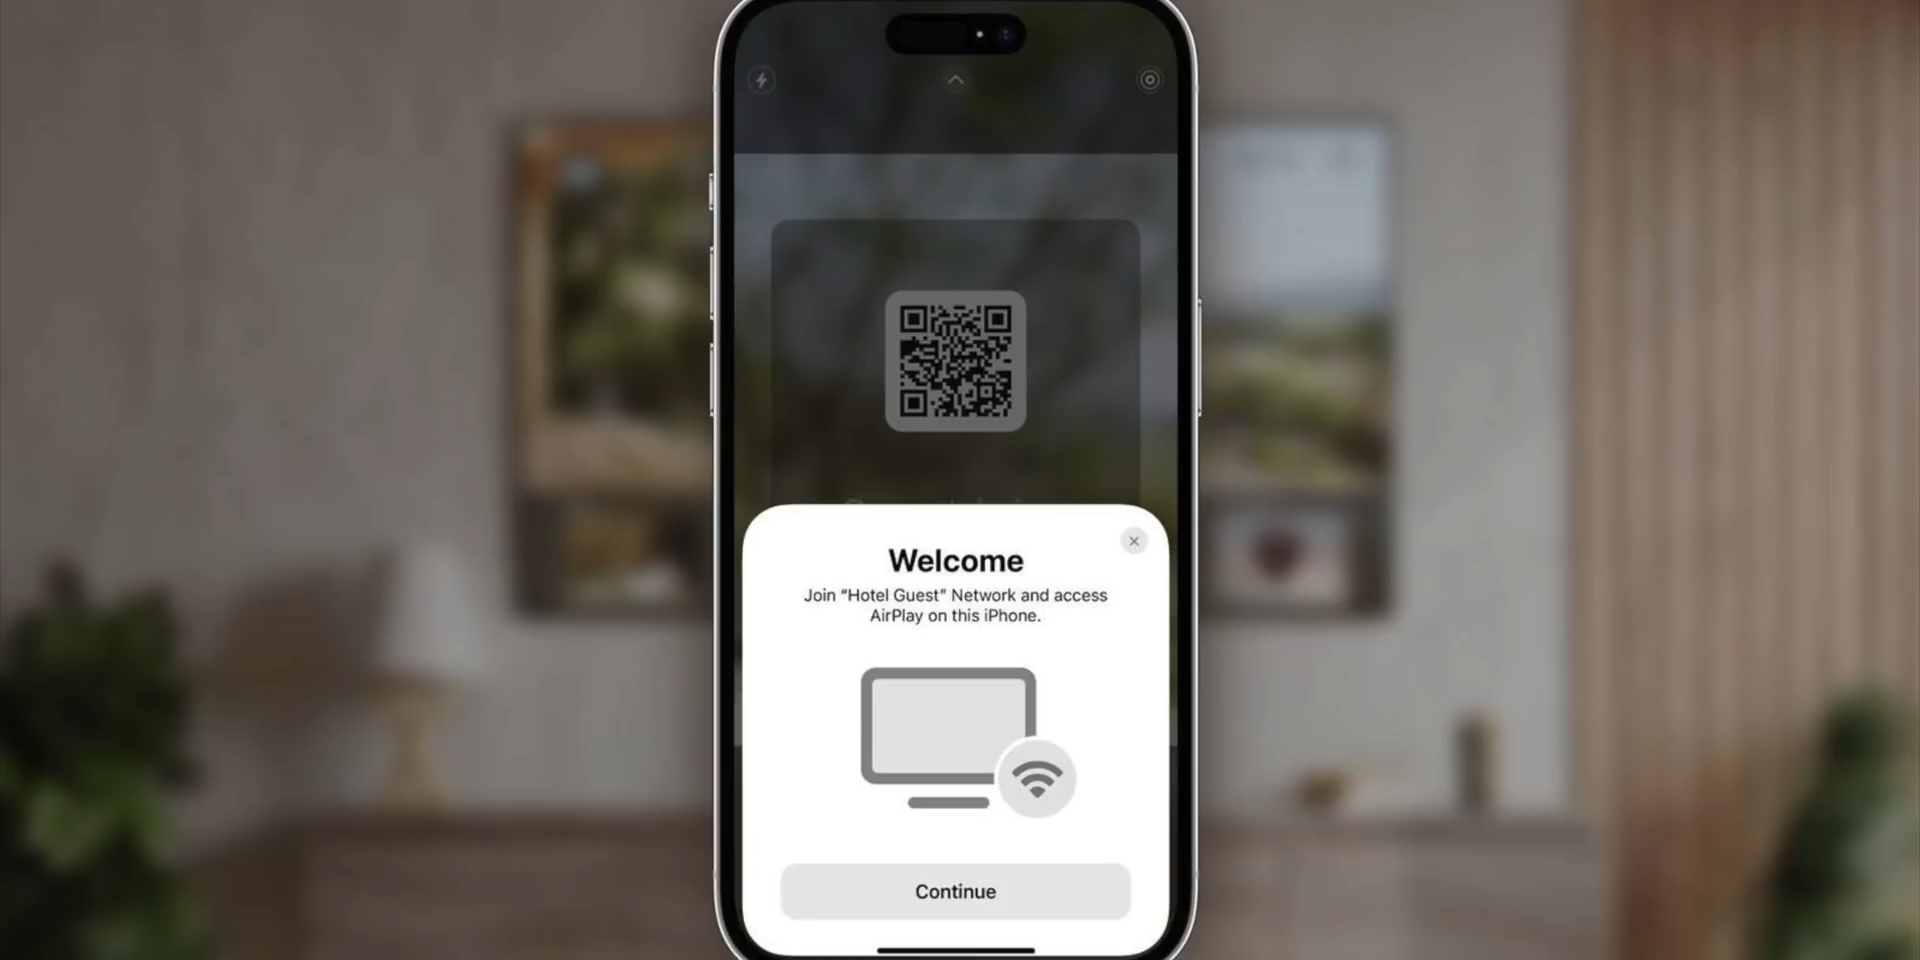 Welcome
Join “Hotel Guest” Network and access
AirPlay on this iPhone.
Continue